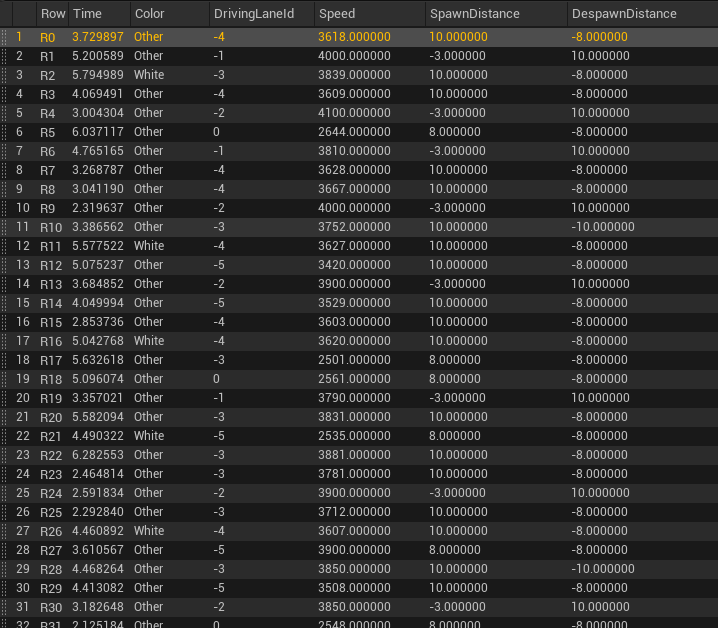 Row Time Color DrivingLaneId Speed SpawnDistance DespawnDistance
1 R0 3.729897 Other -4 3618.000000 10.000000 -8.000000
2 R1 5.200589 Other -1 4000.000000 -3.000000 10.000000
3 R2 5.794989 White -3 3839.000000 10.000000 -8.000000
4 R3 4.069491 Other -4 3609.000000 10.000000 -8.000000
5 R4 3.004304 Other -2 4100.000000 -3.000000 10.000000
6 R5 6.037117 Other 0 2644.000000 8.000000 -8.000000
7 R6 4.765165 Other -1 3810.000000 -3.000000 10.000000
8 R7 3.268787 Other -4 3628.000000 10.000000 -8.000000
9 R8 3.041190 Other -4 3667.000000 10.000000 -8.000000
10 R9 2.319637 Other -2 4000.000000 -3.000000 10.000000
11 R10 3.386562 Other -3 3752.000000 10.000000 -10.000000
12 R11 5.577522 White -4 3627.000000 10.000000 -8.000000
13 R12 5.075237 Other -5 3420.000000 10.000000 -8.000000
14 R13 3.684852 Other -2 3900.000000 -3.000000 10.000000
15 R14 4.049994 Other -5 3529.000000 10.000000 -8.000000
16 R15 2.853736 Other -4 3603.000000 10.000000 -8.000000
17 R16 5.042768 White -4 3620.000000 10.000000 -8.000000
18 R17 5.632618 Other -3 2501.000000 8.000000 -8.000000
19 R18 5.096074 Other 0 2561.000000 8.000000 -8.000000
20 R19 3.357021 Other -1 3790.000000 -3.000000 10.000000
21 R20 5.582094 Other -3 3831.000000 10.000000 -8.000000
22 R21 4.490322 White -5 2535.000000 8.000000 -8.000000
23 R22 6.282553 Other -3 3881.000000 10.000000 -8.000000
24 R23 2.464814 Other -3 3781.000000 10.000000 -8.000000
25 R24 2.591834 Other -2 3900.000000 -3.000000 10.000000
26 R25 2.292840 Other -3 3712.000000 10.000000 -8.000000
27 R26 4.460892 White -4 3607.000000 10.000000 -8.000000
28 R27 3.610567 Other -5 3900.000000 8.000000 -8.000000
29 R28 4.468264 Other -3 3850.000000 10.000000 -10.000000
30 R29 4.413082 Other -5 3508.000000 10.000000 -8.000000
31 R30 3.182648 Other -2 3850.000000 -3.000000 10.000000
32 R31 2.125184 Other 0 2548.000000 8.000000 -8.000000